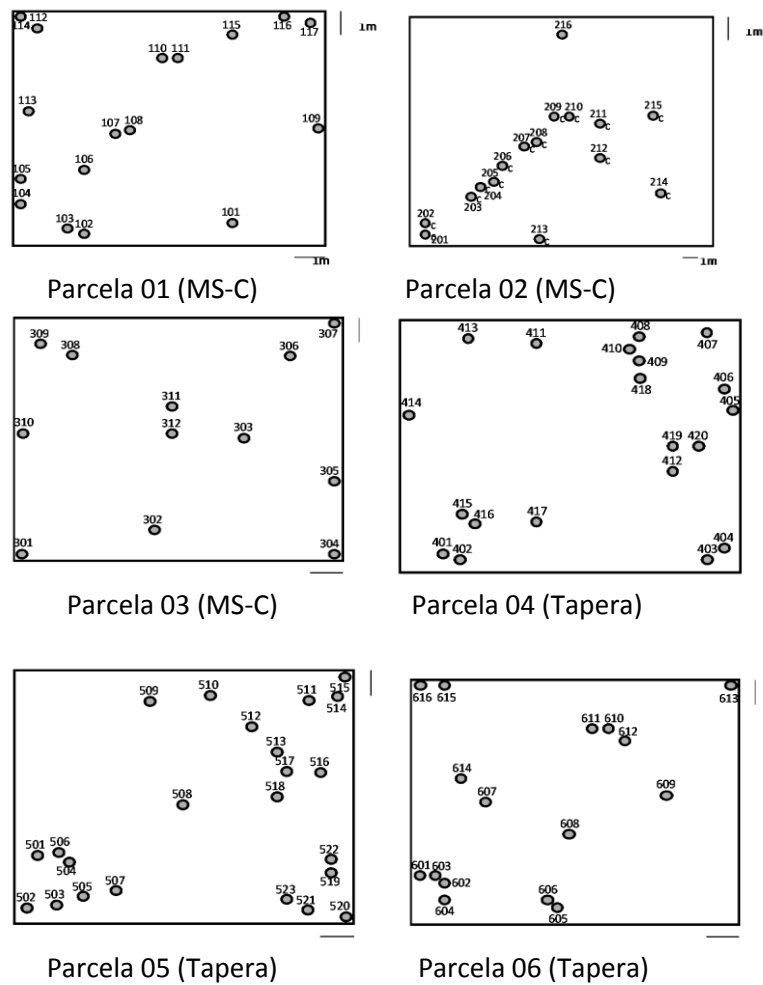 114 112 115 116 117 1m
110 111
113
107 108 109
106
105
104
103 102 101
1m
Parcela 01 (MS-C)
216 1m
209 210 211 215
c c c c
207 208
c
206 212
c
205 214
c c
204
203 c
202
c
201 c 213
c
1m
Parcela 02 (MS-C)
309 308 306 307
311
310 312 303
305
302
301 304
Parcela 03 (MS-C)
413 411 408 407
410 409
418
414 406
405
419 420
412
415 416 417
401 402 403 404
Parcela 04 (Tapera)
509 510 511 515
514
512
513
517 516
508 518
501 506
504
522
519
502 503 505 507 523 521 520
Parcela 05 (Tapera)
616 615 613
611 610
612
614 607 609
608
601 603
602
604 606
605
Parcela 06 (Tapera)